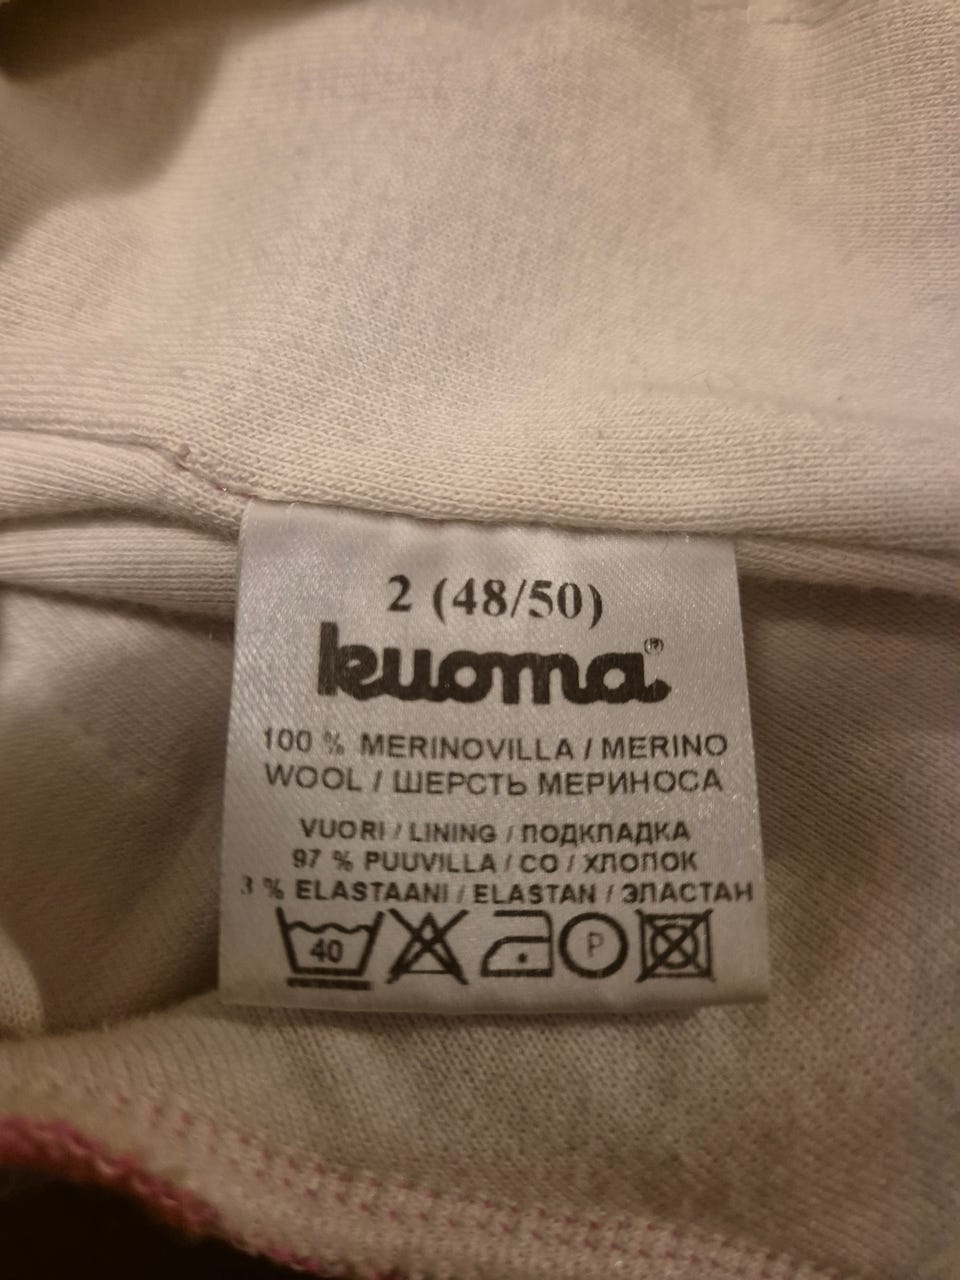 2 (48/50)
kuoma®
100 % MERINOVILLA / MERINO
WOOL / ШЕРСТЬ МЕРИНОСА
VUORI / LINING / ПОДКПАДКА
97 % PUUVILLA / CO / ХЛОПОК
3 % ELASTAANI / ELASTAN / ЭЛАСТАН
40 P